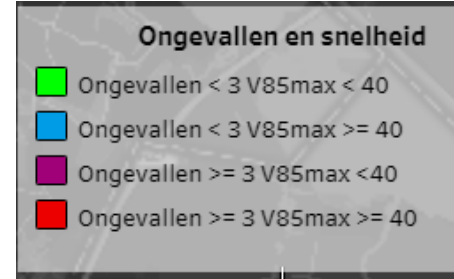 Ongevallen en snelheid
Ongevallen < 3 V85max < 40
Ongevallen < 3 V85max >= 40
Ongevallen >= 3 V85max <40
Ongevallen >= 3 V85max >= 40